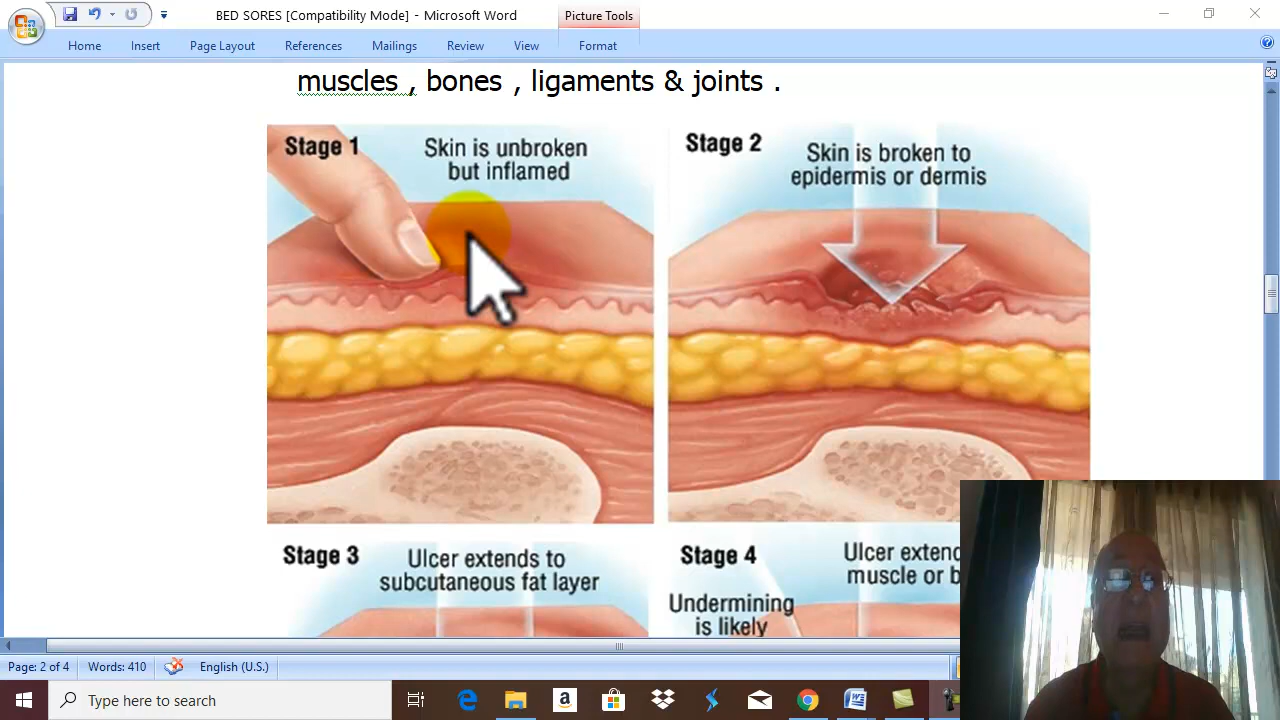 BED SORES [Compatibility Mode] - Microsoft Word
Picture Tools
Home Insert Page Layout References Mailings Review View Format
muscles , bones , ligaments & joints .
Stage 1
Skin is unbroken
but inflamed
Stage 2
Skin is broken to
epidermis or dermis
Stage 3
Ulcer extends to
subcutaneous fat layer
Stage 4
Ulcer
muscle or
Undermining
is likely
Page: 2 of 4 Words: 410 English (U.S.)
Type here to search